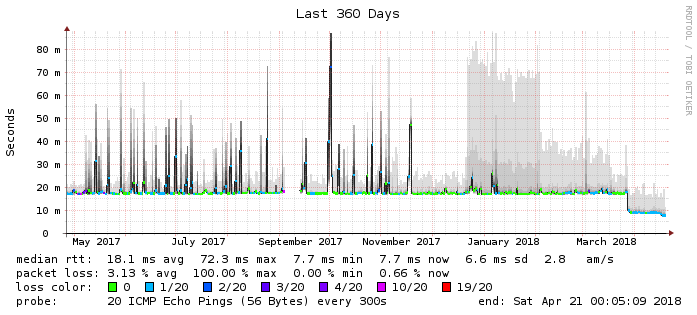 Last 360 Days
RRDTOOL / TOBI OETIKER
Seconds
80 m
70 m
60 m
50 m
40 m
30 m
20 m
10 m
0
May 2017 July 2017 September 2017 November 2017 January 2018 March 2018
median rtt: 18.1 ms avg 72.3 ms max 7.7 ms min 7.7 ms now 6.6 ms sd 2.8 am/s
packet loss: 3.13 % avg 100.00 % max 0.00 % min 0.66 % now
loss color: 0 1/20 2/20 3/20 4/20 10/20 19/20
probe: 20 ICMP Echo Pings (56 Bytes) every 300s end: Sat Apr 21 00:05:09 2018